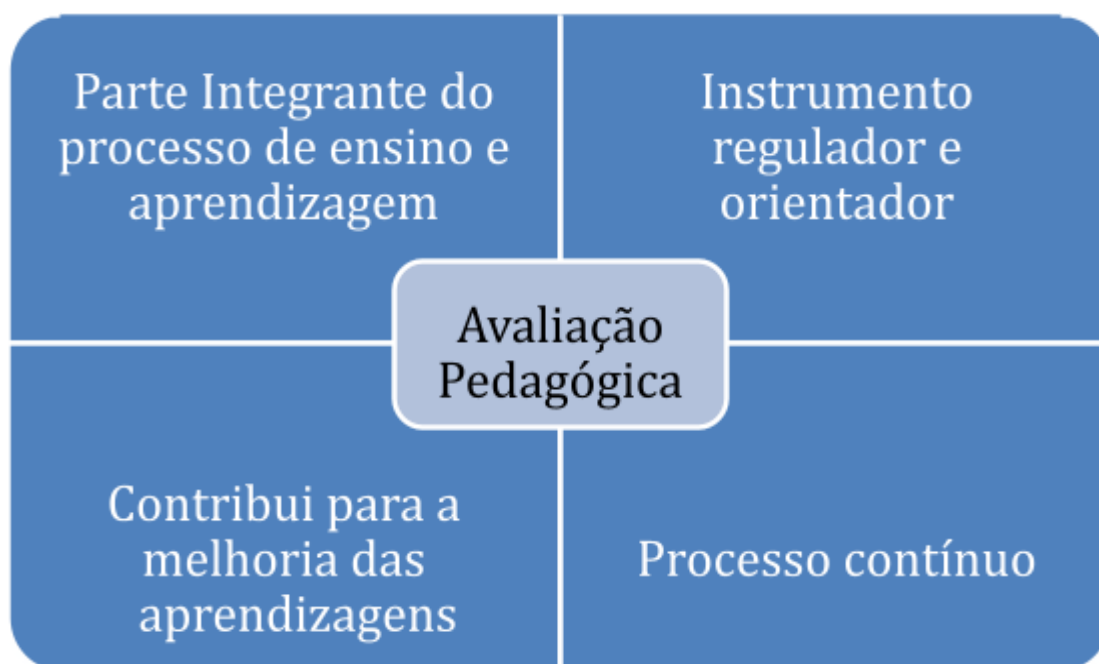 Parte Integrante do
processo de ensino e
aprendizagem
Instrumento
regulador e
orientador
Avaliação
Pedagógica
Contribui para a
melhoria das
aprendizagens
Processo contínuo